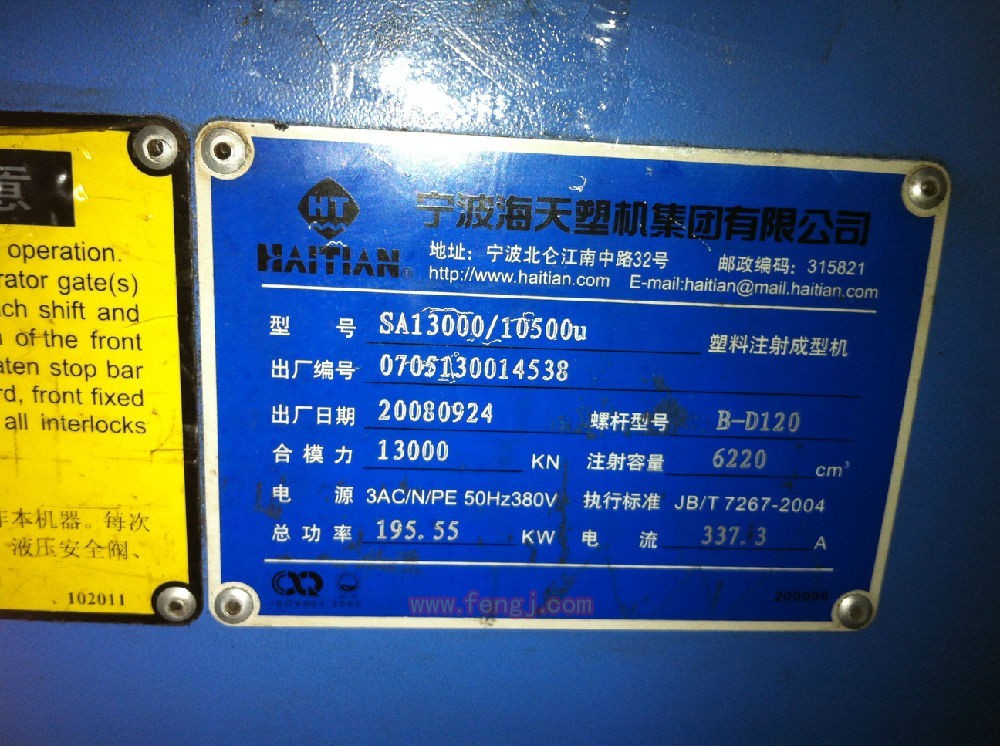 意
operation.
rator gate(s)
ch shift and
of the front
aten stop bar
rd, front fixed
all interlocks
作本机器。每次
液压安全阀、
102011
HT
HAITIAN®
宁波海天塑机集团有限公司
地址：宁波北仑江南中路32号 邮政编码：315821
http://www.haitian.com E-mail:haitian@mail.haitian.com
型号 SA13000/10500u 塑料注射成型机
出厂编号 0705130014538
出厂日期 20080924 螺杆型号 B-D120
合模力 13000 KN 注射容量 6220 cm³
电源 3AC/N/PE 50Hz380V 执行标准 JB/T 7267-2004
总功率 195.55 KW 电流 337.3 A
ISO9001:2000
www.fengj.com
200000